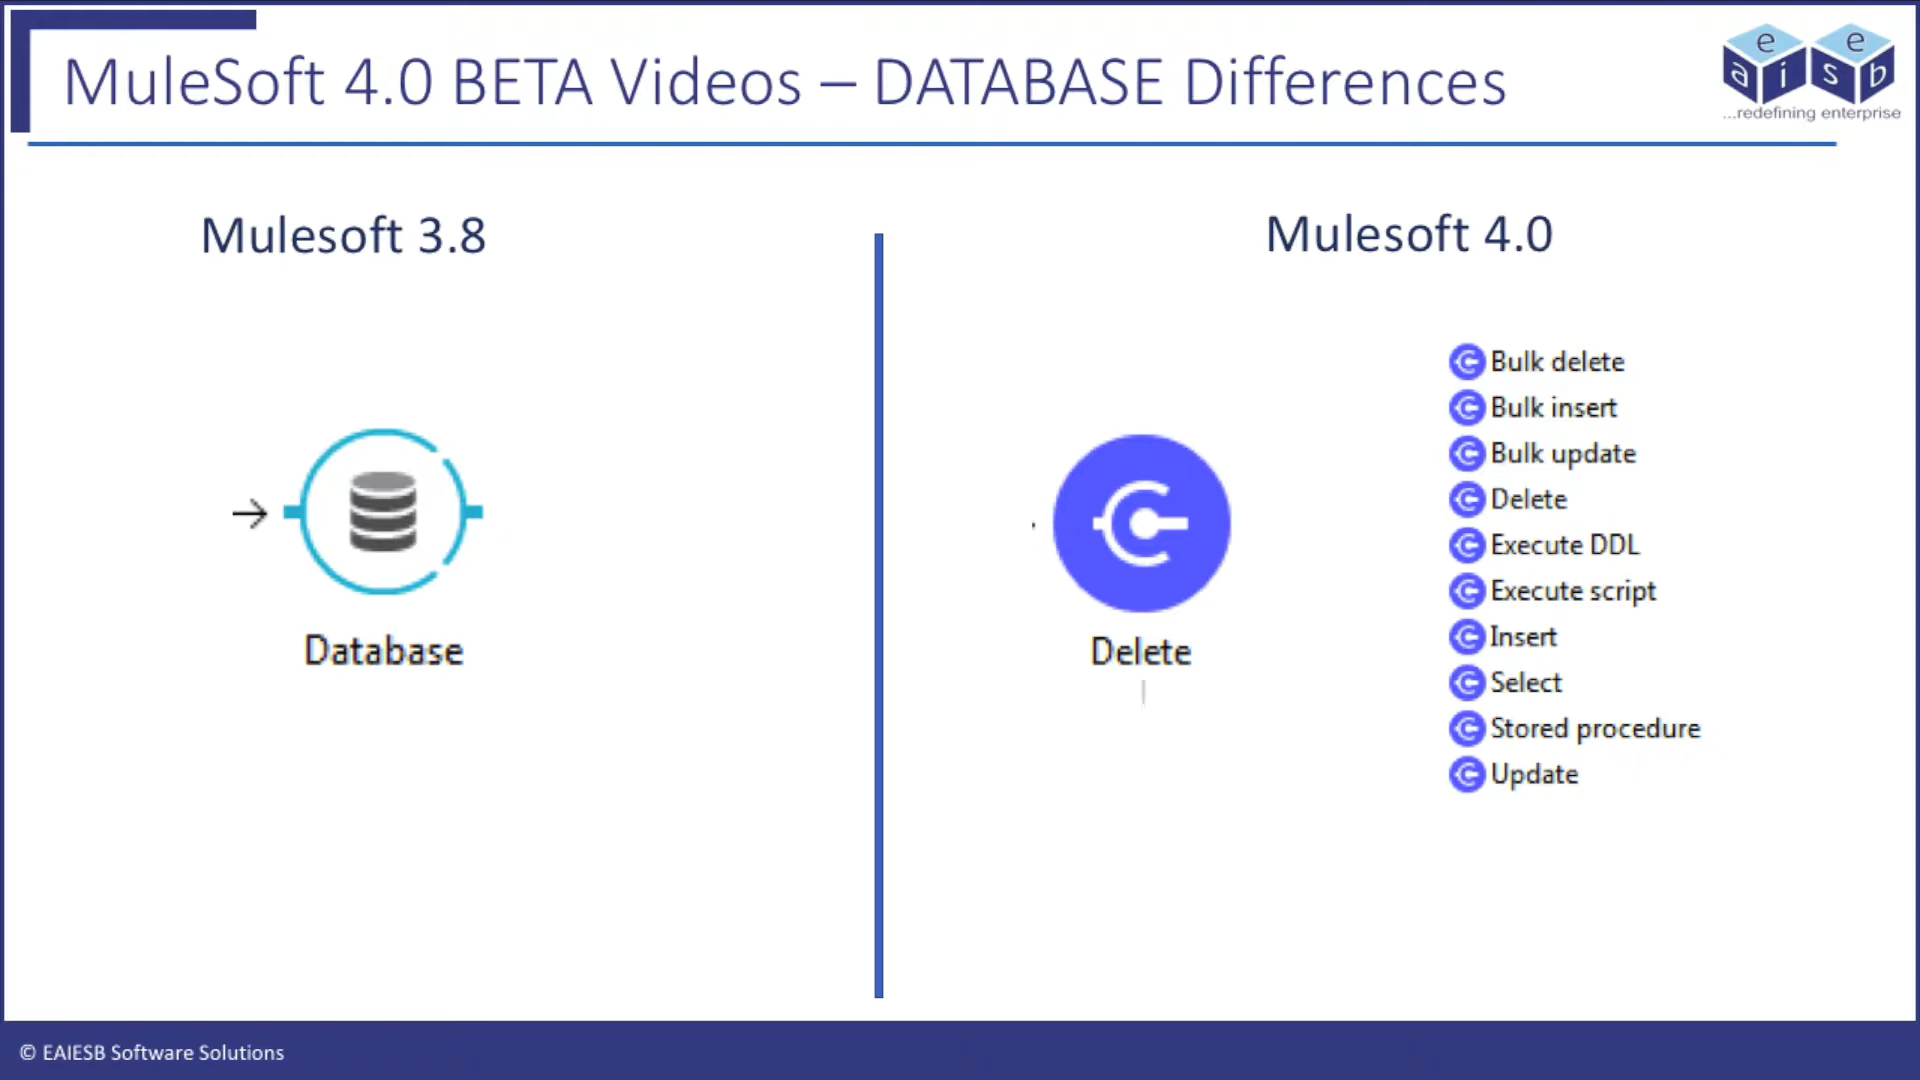 MuleSoft 4.0 BETA Videos – DATABASE Differences
e e
a i s b
...redefining enterprise
Mulesoft 3.8
Mulesoft 4.0
Database
Delete
Bulk delete
Bulk insert
Bulk update
Delete
Execute DDL
Execute script
Insert
Select
Stored procedure
Update
© EAIESB Software Solutions